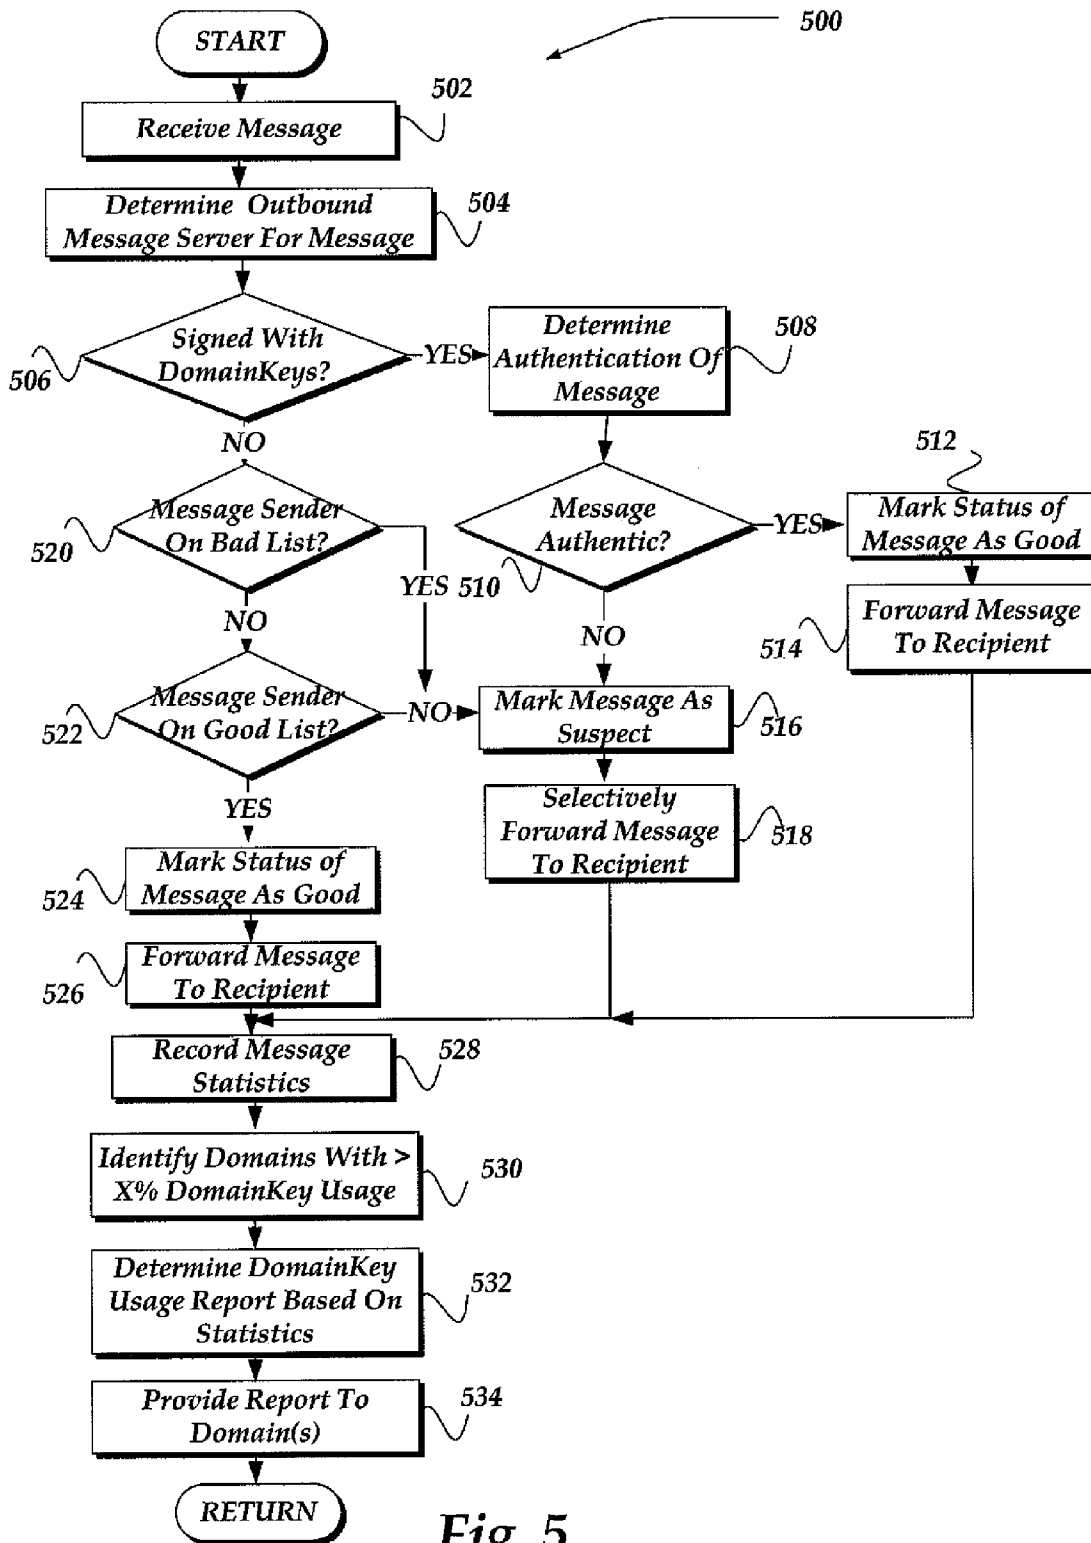 START
500
502
Receive Message
Determine Outbound
Message Server For Message
504
Signed With
DomainKeys?
506
YES
Determine
Authentication Of
Message
508
NO
Message Sender
On Bad List?
520
YES
Message
Authentic?
510
YES
512
Mark Status of
Message As Good
Forward Message
To Recipient
514
NO
NO
Message Sender
On Good List?
522
NO
Mark Message As
Suspect
516
Selectively
Forward Message
To Recipient
518
YES
Mark Status of
Message As Good
524
Forward Message
To Recipient
526
Record Message
Statistics
528
Identify Domains With >
X% DomainKey Usage
530
Determine DomainKey
Usage Report Based On
Statistics
532
Provide Report To
Domain(s)
534
RETURN
Fig. 5